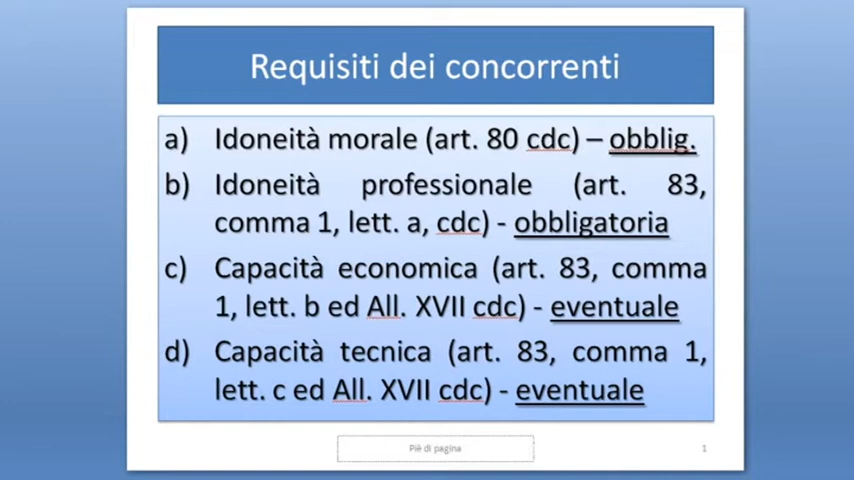 Requisiti dei concorrenti
a) Idoneità morale (art. 80 cdc) – obblig.
b) Idoneità professionale (art. 83,
comma 1, lett. a, cdc) - obbligatoria
c) Capacità economica (art. 83, comma
1, lett. b ed All. XVII cdc) - eventuale
d) Capacità tecnica (art. 83, comma 1,
lett. c ed All. XVII cdc) - eventuale
Piè di pagina
1